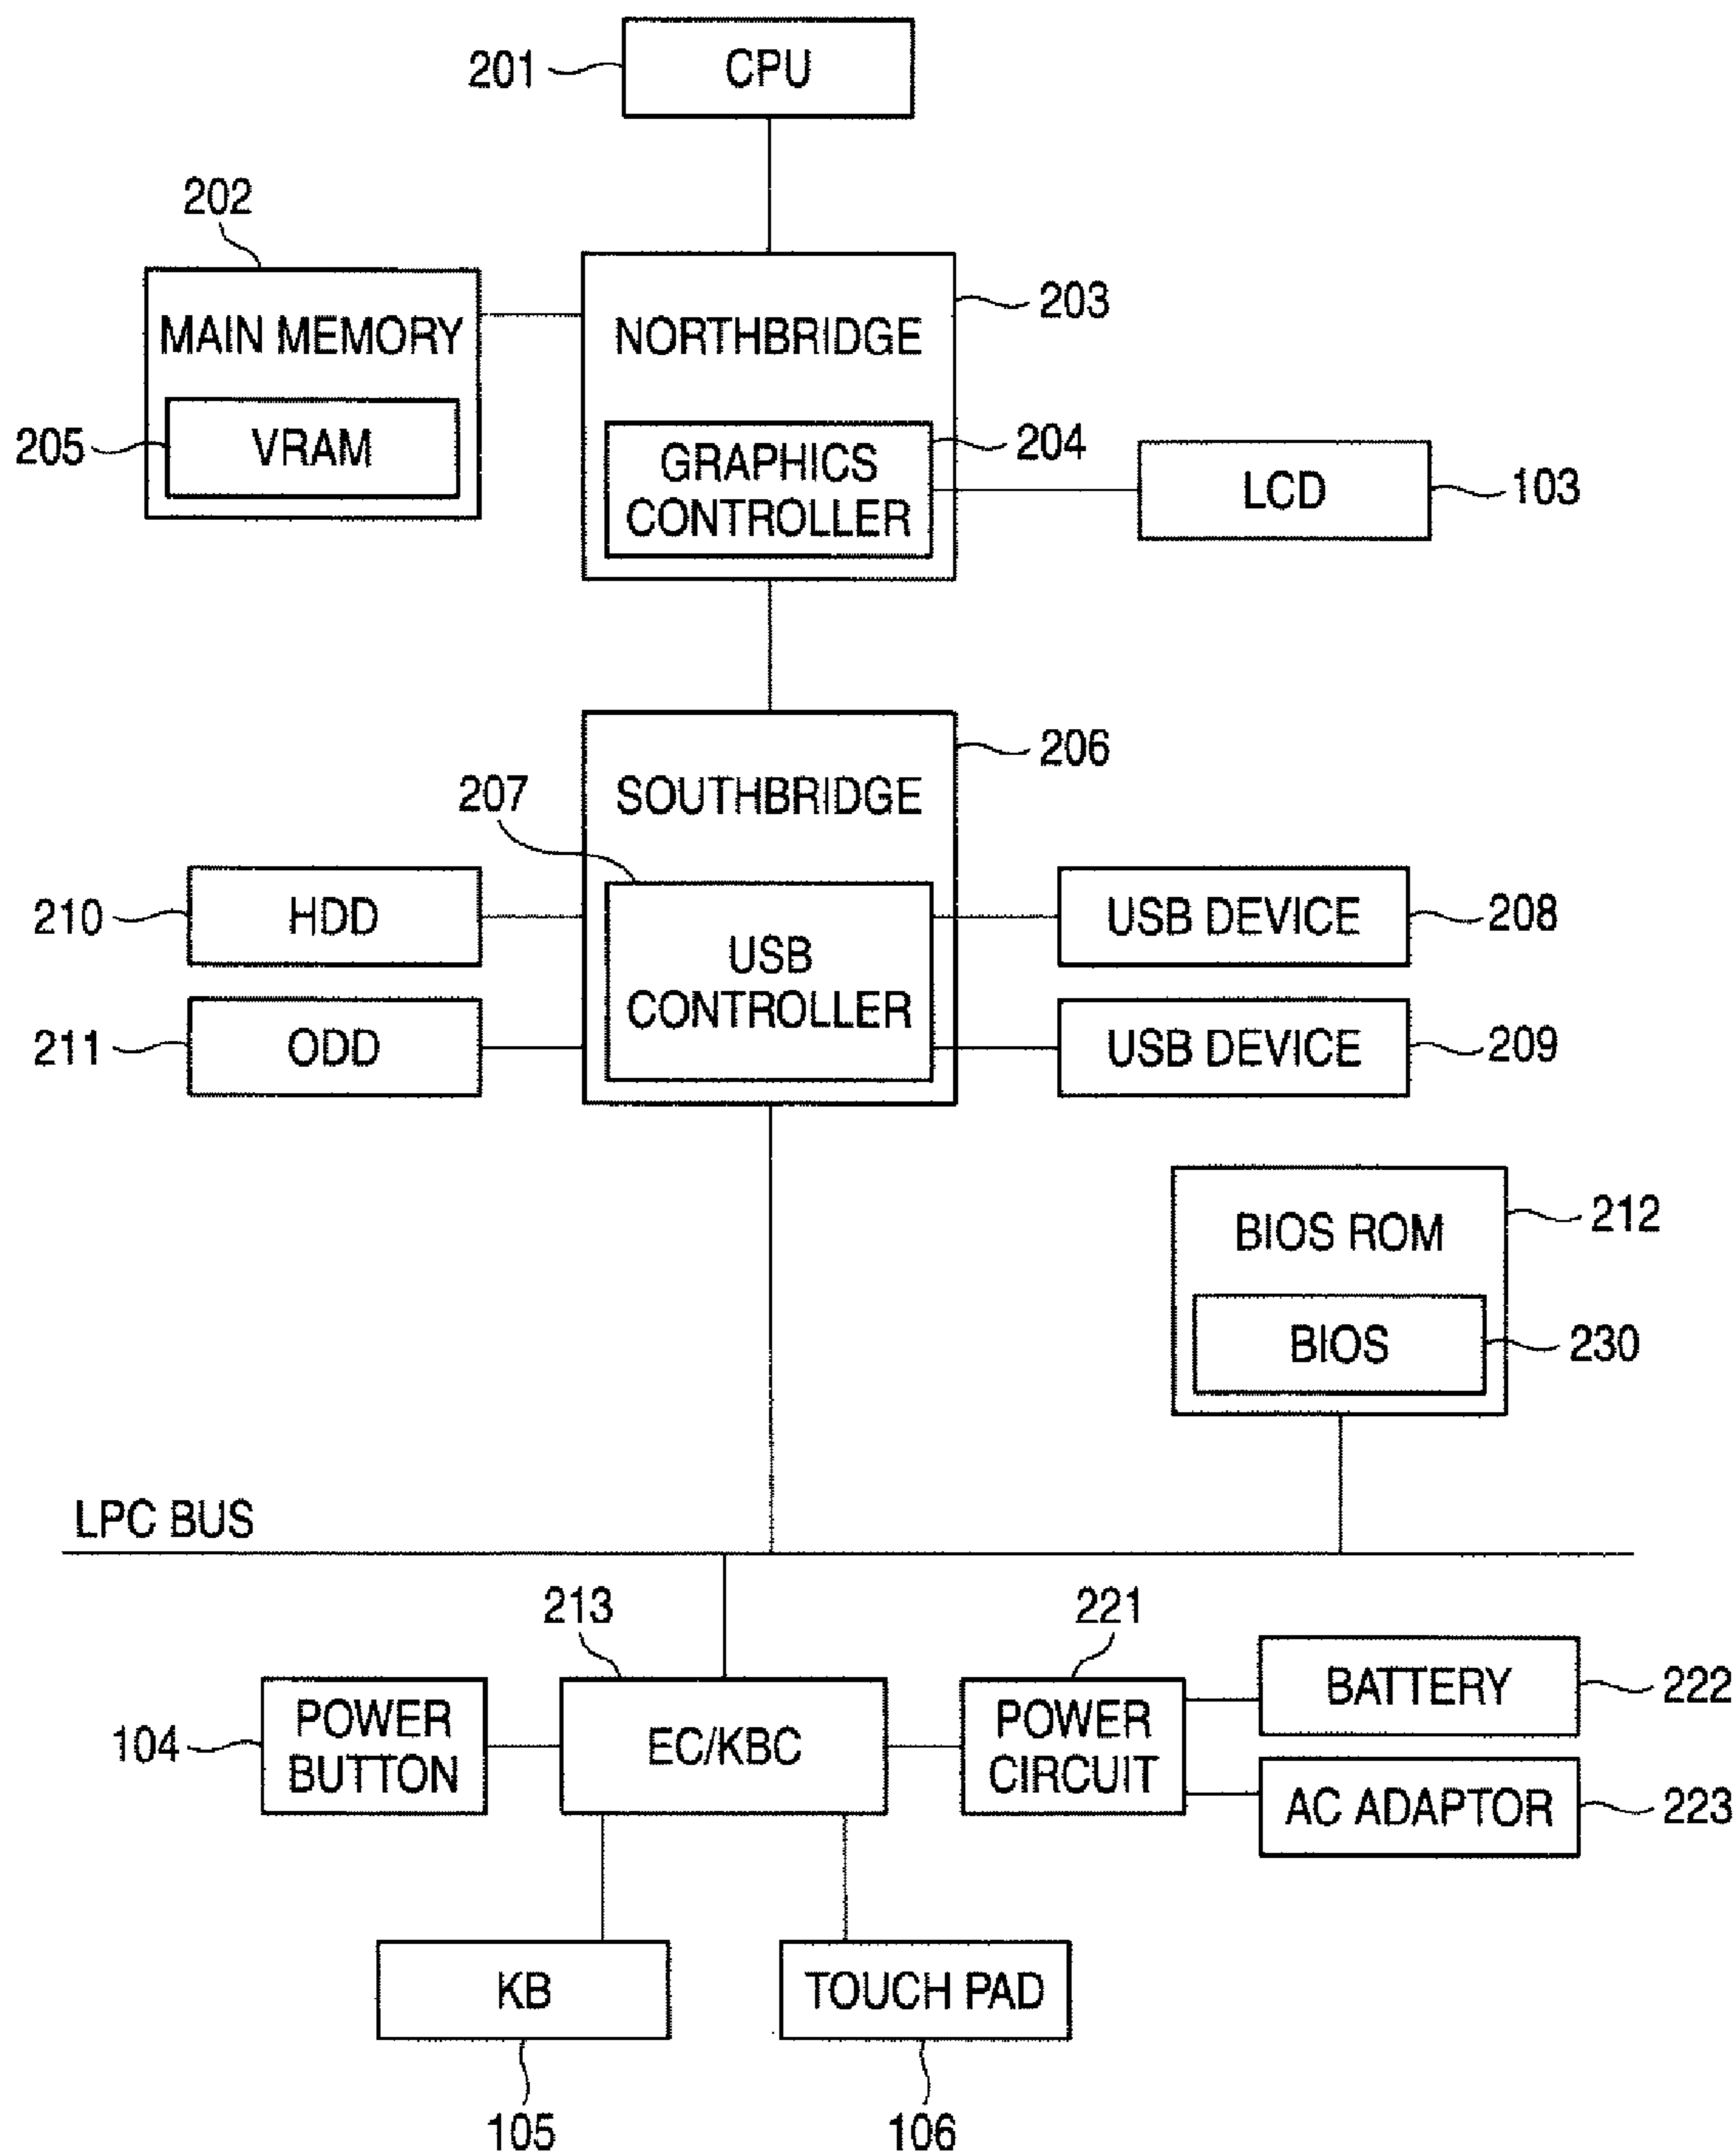 201
CPU
202
MAIN MEMORY
205
VRAM
NORTHBRIDGE
203
GRAPHICS
CONTROLLER
204
LCD
103
206
SOUTHBRIDGE
207
USB
CONTROLLER
210
HDD
211
ODD
USB DEVICE
208
USB DEVICE
209
BIOS ROM
212
BIOS
230
LPC BUS
213
221
104
POWER
BUTTON
EC/KBC
POWER
CIRCUIT
BATTERY
222
AC ADAPTOR
223
KB
105
TOUCH PAD
106